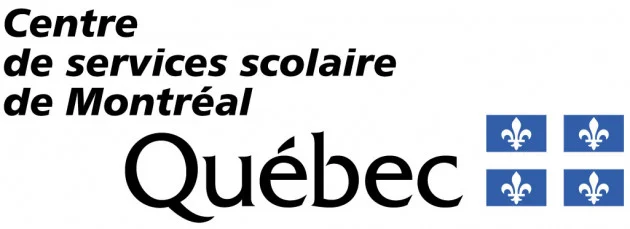 Centre
de services scolaire
de Montréal
Québec